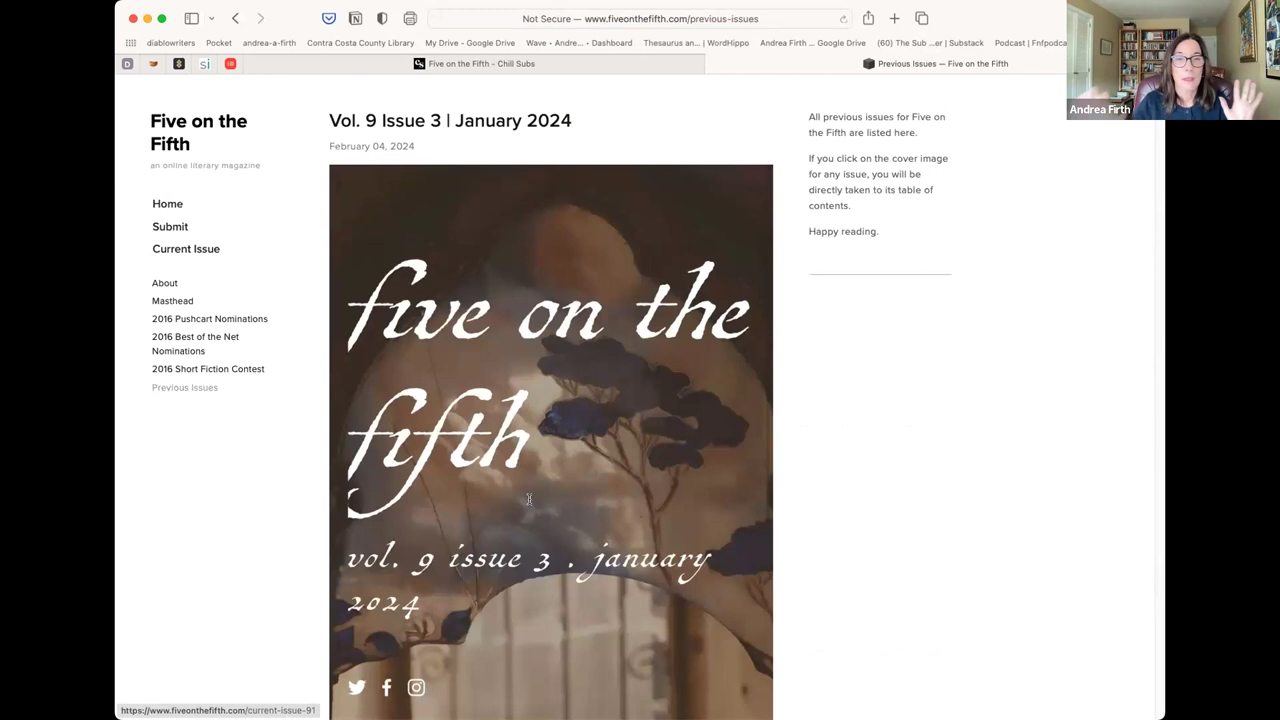 Not Secure — www.fiveonthefifth.com/previous-issues
diablowriters
Pocket
andrea-a-firth
Contra Costa County Library
My Drive - Google Drive
Wave • Andre... • Dashboard
Thesaurus an... | WordHippo
Andrea Firth ... Google Drive
(60) The Sub ...er | Substack
Podcast | Fnfpodca
Five on the Fifth - Chill Subs
Previous Issues — Five on the Fifth
Andrea Firth
Five on the
Fifth
an online literary magazine
Home
Submit
Current Issue
About
Masthead
2016 Pushcart Nominations
2016 Best of the Net
Nominations
2016 Short Fiction Contest
Previous Issues
Vol. 9 Issue 3 | January 2024
February 04, 2024
five on the
fifth
vol. 9 issue 3 . january
2024
All previous issues for Five on
the Fifth are listed here.
If you click on the cover image
for any issue, you will be
directly taken to its table of
contents.
Happy reading.
https://www.fiveonthefifth.com/current-issue-91